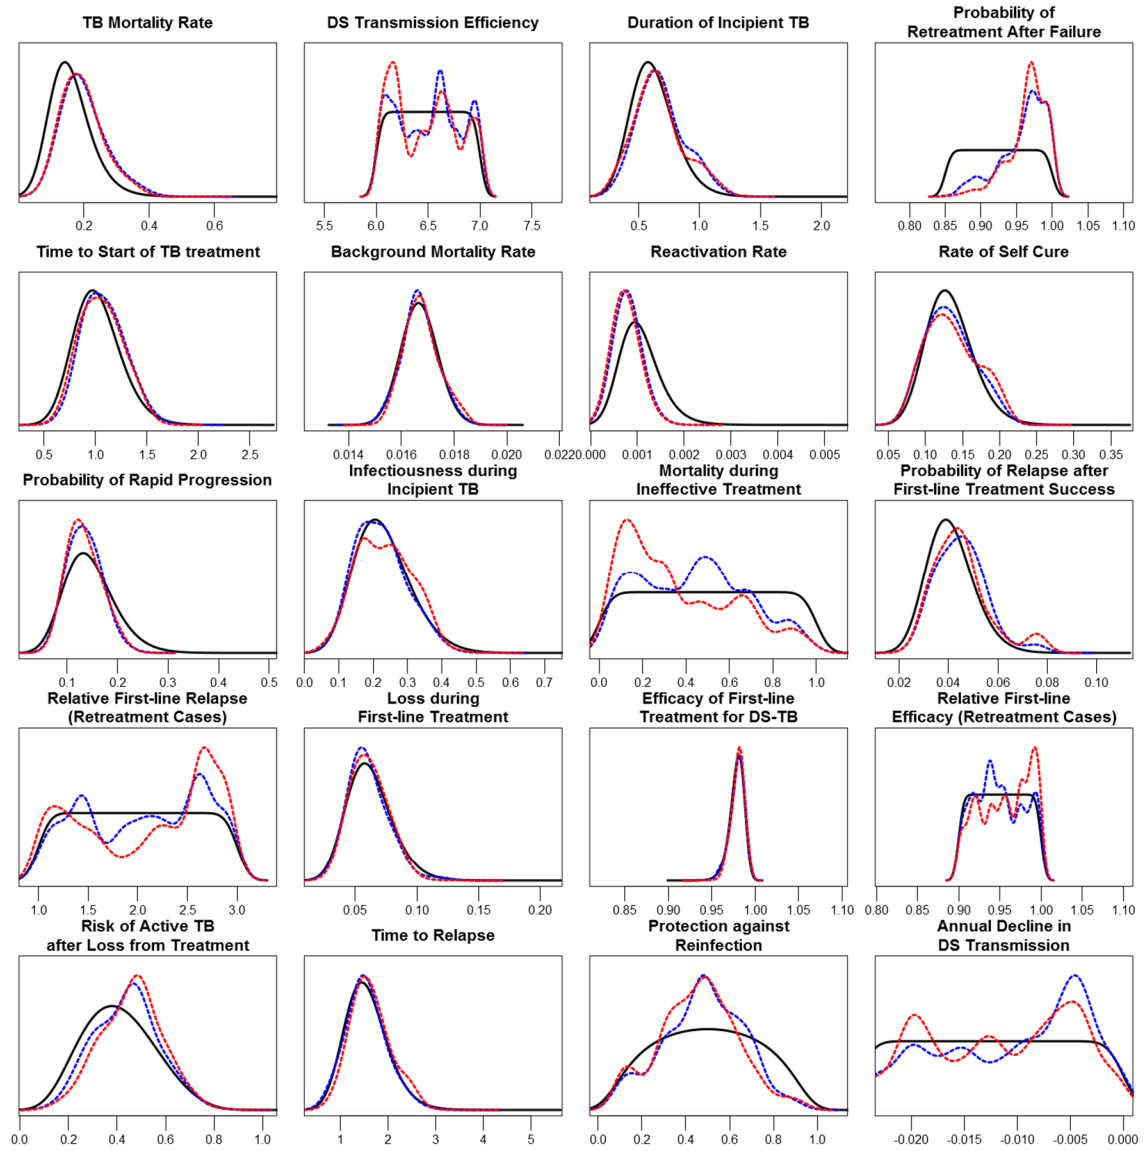 TB Mortality Rate
DS Transmission Efficiency
Duration of Incipient TB
Probability of
Retreatment After Failure
0.2 0.4 0.6
5.5 6.0 6.5 7.0 7.5
0.5 1.0 1.5 2.0
0.80 0.85 0.90 0.95 1.00 1.05 1.10
Time to Start of TB treatment
Background Mortality Rate
Reactivation Rate
Rate of Self Cure
0.5 1.0 1.5 2.0 2.5
0.014 0.016 0.018 0.020 0.022
0.000 0.001 0.002 0.003 0.004 0.005
0.05 0.10 0.15 0.20 0.25 0.30 0.35
Probability of Rapid Progression
Infectiousness during
Incipient TB
Mortality during
Ineffective Treatment
Probability of Relapse after
First-line Treatment Success
0.1 0.2 0.3 0.4 0.5
0.0 0.1 0.2 0.3 0.4 0.5 0.6 0.7
0.0 0.2 0.4 0.6 0.8 1.0
0.02 0.04 0.06 0.08 0.10
Relative First-line Relapse
(Retreatment Cases)
Loss during
First-line Treatment
Efficacy of First-line
Treatment for DS-TB
Relative First-line
Efficacy (Retreatment Cases)
1.0 1.5 2.0 2.5 3.0
0.05 0.10 0.15 0.20
0.85 0.90 0.95 1.00 1.05 1.10
0.80 0.85 0.90 0.95 1.00 1.05 1.10
Risk of Active TB
after Loss from Treatment
Time to Relapse
Protection against
Reinfection
Annual Decline in
DS Transmission
0.0 0.2 0.4 0.6 0.8 1.0
1 2 3 4 5
0.0 0.2 0.4 0.6 0.8 1.0
-0.020 -0.015 -0.010 -0.005 0.000